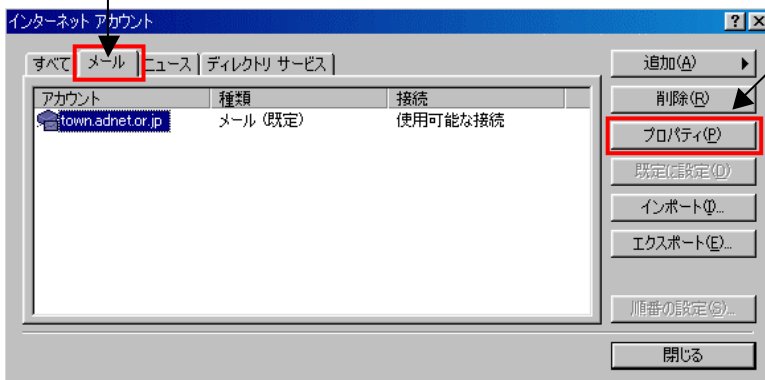 インターネット アカウント
すべて メール ニュース ディレクトリ サービス
アカウント 種類 接続
town.adnet.or.jp メール (既定) 使用可能な接続
追加(A)
削除(R)
プロパティ(P)
既定に設定(D)
インポート(I)...
エクスポート(E)...
順番の設定(S)...
閉じる